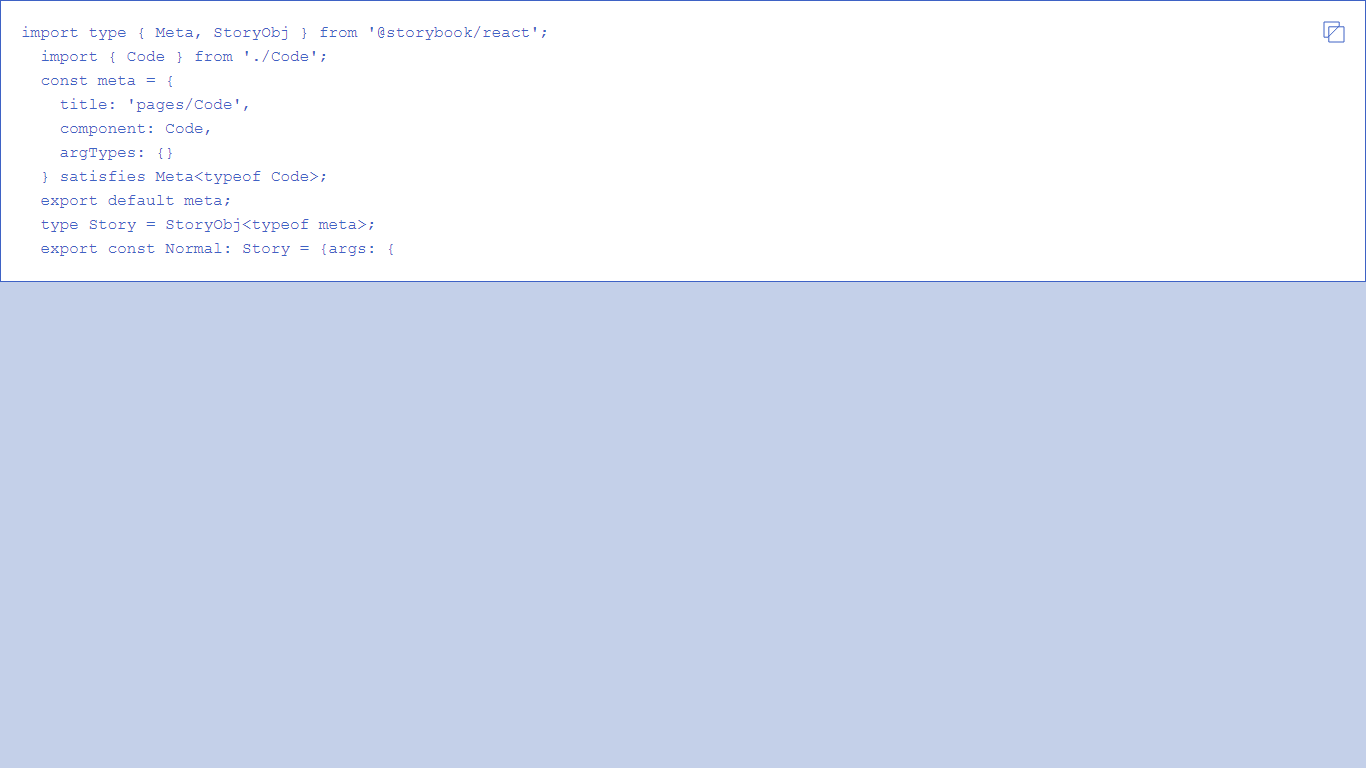 import type { Meta, StoryObj } from '@storybook/react';
  import { Code } from './Code';
  const meta = {
    title: 'pages/Code',
    component: Code,
    argTypes: {}
  } satisfies Meta<typeof Code>;
  export default meta;
  type Story = StoryObj<typeof meta>;
  export const Normal: Story = {args: {